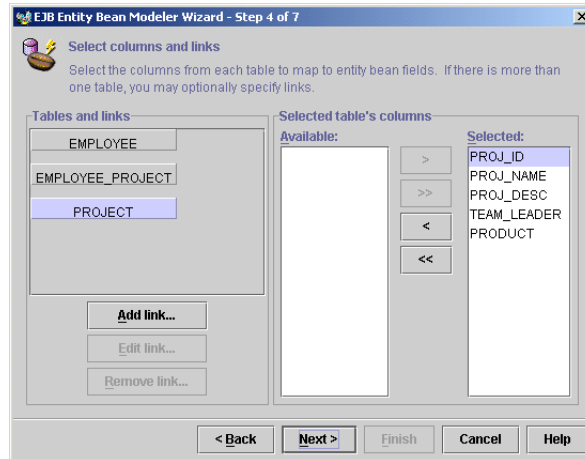 EJB Entity Bean Modeler Wizard - Step 4 of 7
Select columns and links
Select the columns from each table to map to entity bean fields. If there is more than
one table, you may optionally specify links.
Tables and links
EMPLOYEE
EMPLOYEE_PROJECT
PROJECT
Add link...
Edit link...
Remove link...
Selected table's columns
Available:
>
>>
<
<<
Selected:
PROJ_ID
PROJ_NAME
PROJ_DESC
TEAM_LEADER
PRODUCT
< Back
Next >
Finish
Cancel
Help